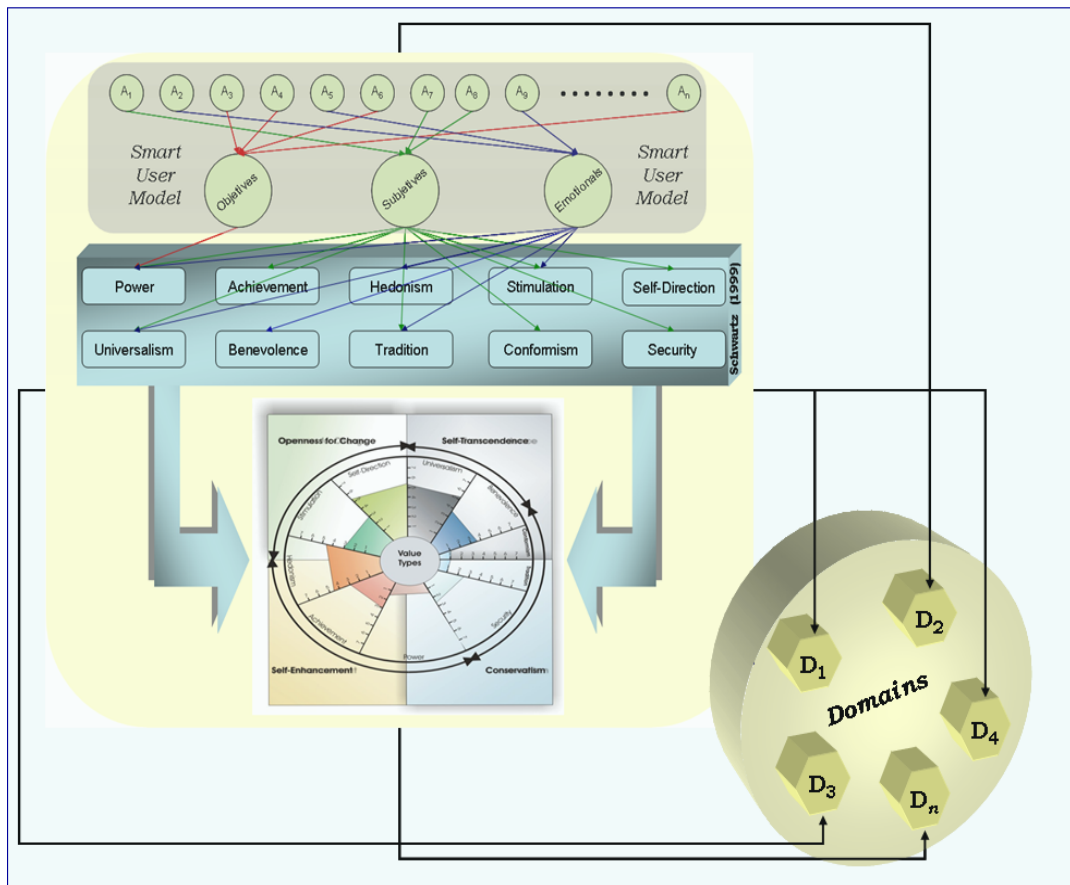 A1 A2 A3 A4 A5 A6 A7 A8 A9 ........ An
Smart
User
Model
Objetives
Subjetives
Emotionals
Smart
User
Model
Power
Achievement
Hedonism
Stimulation
Self-Direction
Universalism
Benevolence
Tradition
Conformism
Security
Schwartz (1999)
Openness for Change
Self-Transcendence
Self-Direction
Universalism
Stimulation
Benevolence
Value
Types
Hedonism
Achievement
Power
Security
Self-Enhancement
Conservatism
Domains
D1
D2
D3
D4
Dn